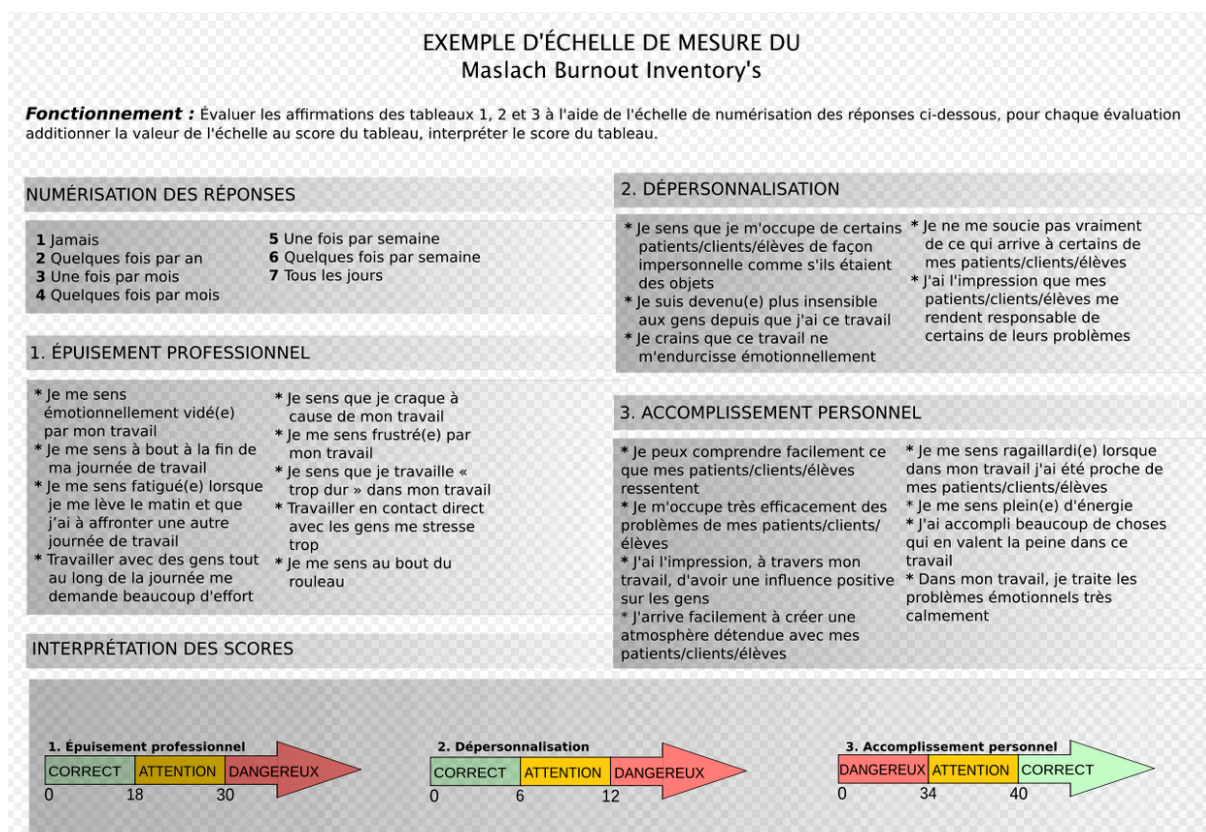 EXEMPLE D'ÉCHELLE DE MESURE DU
Maslach Burnout Inventory's
Fonctionnement : Évaluer les affirmations des tableaux 1, 2 et 3 à l'aide de l'échelle de numérisation des réponses ci-dessous, pour chaque évaluation
additionner la valeur de l'échelle au score du tableau, interpréter le score du tableau.
NUMÉRISATION DES RÉPONSES
1 Jamais
2 Quelques fois par an
3 Une fois par mois
4 Quelques fois par mois
5 Une fois par semaine
6 Quelques fois par semaine
7 Tous les jours
1. ÉPUISEMENT PROFESSIONNEL
* Je me sens
émotionnellement vidé(e)
par mon travail
* Je me sens à bout à la fin de
ma journée de travail
* Je me sens fatigué(e) lorsque
je me lève le matin et que
j'ai à affronter une autre
journée de travail
* Travailler avec des gens tout
au long de la journée me
demande beaucoup d'effort
* Je sens que je craque à
cause de mon travail
* Je me sens frustré(e) par
mon travail
* Je sens que je travaille «
trop dur » dans mon travail
* Travailler en contact direct
avec les gens me stresse
trop
* Je me sens au bout du
rouleau
2. DÉPERSONNALISATION
* Je sens que je m'occupe de certains
patients/clients/élèves de façon
impersonnelle comme s'ils étaient
des objets
* Je suis devenu(e) plus insensible
aux gens depuis que j'ai ce travail
* Je crains que ce travail ne
m'endurcisse émotionnellement
* Je ne me soucie pas vraiment
de ce qui arrive à certains de
mes patients/clients/élèves
* J'ai l'impression que mes
patients/clients/élèves me
rendent responsable de
certains de leurs problèmes
3. ACCOMPLISSEMENT PERSONNEL
* Je peux comprendre facilement ce
que mes patients/clients/élèves
ressentent
* Je m'occupe très efficacement des
problèmes de mes patients/clients/
élèves
* J'ai l'impression, à travers mon
travail, d'avoir une influence positive
sur les gens
* J'arrive facilement à créer une
atmosphère détendue avec mes
patients/clients/élèves
* Je me sens ragaillardi(e) lorsque
dans mon travail j'ai été proche de
mes patients/clients/élèves
* Je me sens plein(e) d'énergie
* J'ai accompli beaucoup de choses
qui en valent la peine dans ce
travail
* Dans mon travail, je traite les
problèmes émotionnels très
calmement
INTERPRÉTATION DES SCORES
1. Épuisement professionnel
CORRECT ATTENTION DANGEREUX
0 18 30
2. Dépersonnalisation
CORRECT ATTENTION DANGEREUX
0 6 12
3. Accomplissement personnel
DANGEREUX ATTENTION CORRECT
0 34 40